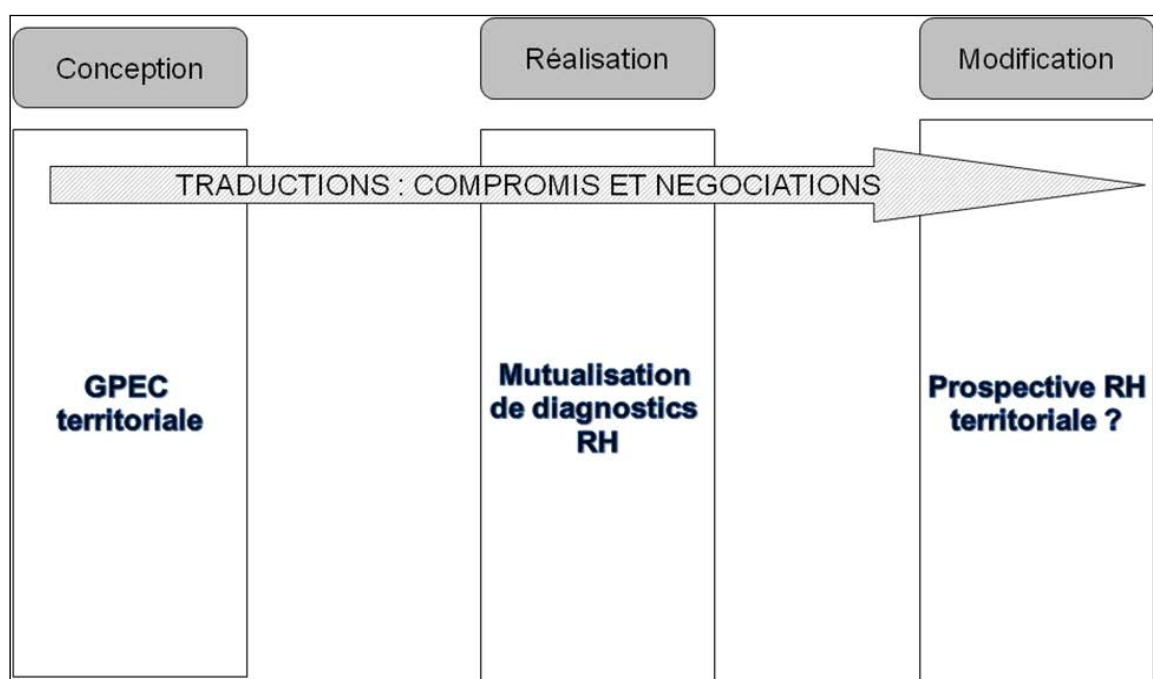 Conception
Réalisation
Modification
TRADUCTIONS : COMPROMIS ET NEGOCIATIONS
GPEC
territoriale
Mutualisation
de diagnostics
RH
Prospective RH
territoriale ?